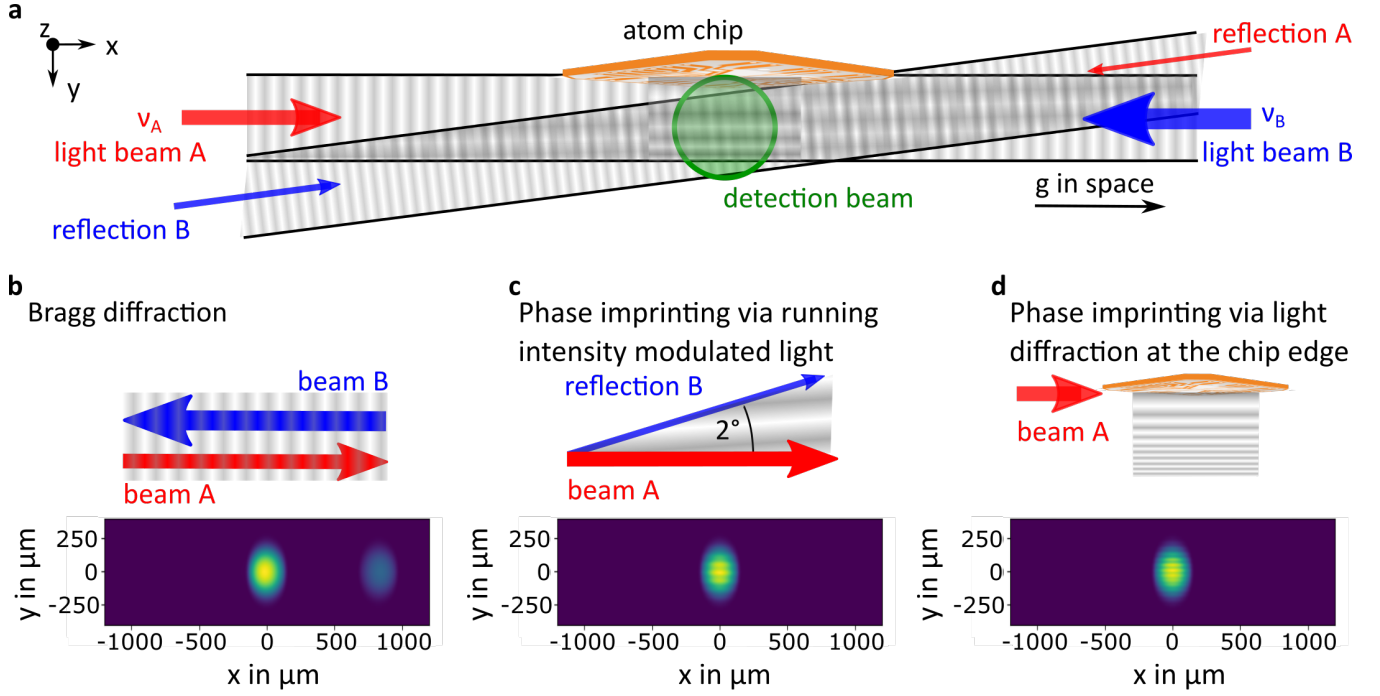 a
z
x
y
atom chip
reflection A
νA
light beam A
νB
light beam B
detection beam
g in space
reflection B
b
Bragg diffraction
beam B
beam A
c
Phase imprinting via running
intensity modulated light
reflection B
2°
beam A
d
Phase imprinting via light
diffraction at the chip edge
beam A
y in μm
250
0
-250
-1000 -500 0 500 1000
x in μm
y in μm
250
0
-250
-1000 -500 0 500 1000
x in μm
y in μm
250
0
-250
-1000 -500 0 500 1000
x in μm